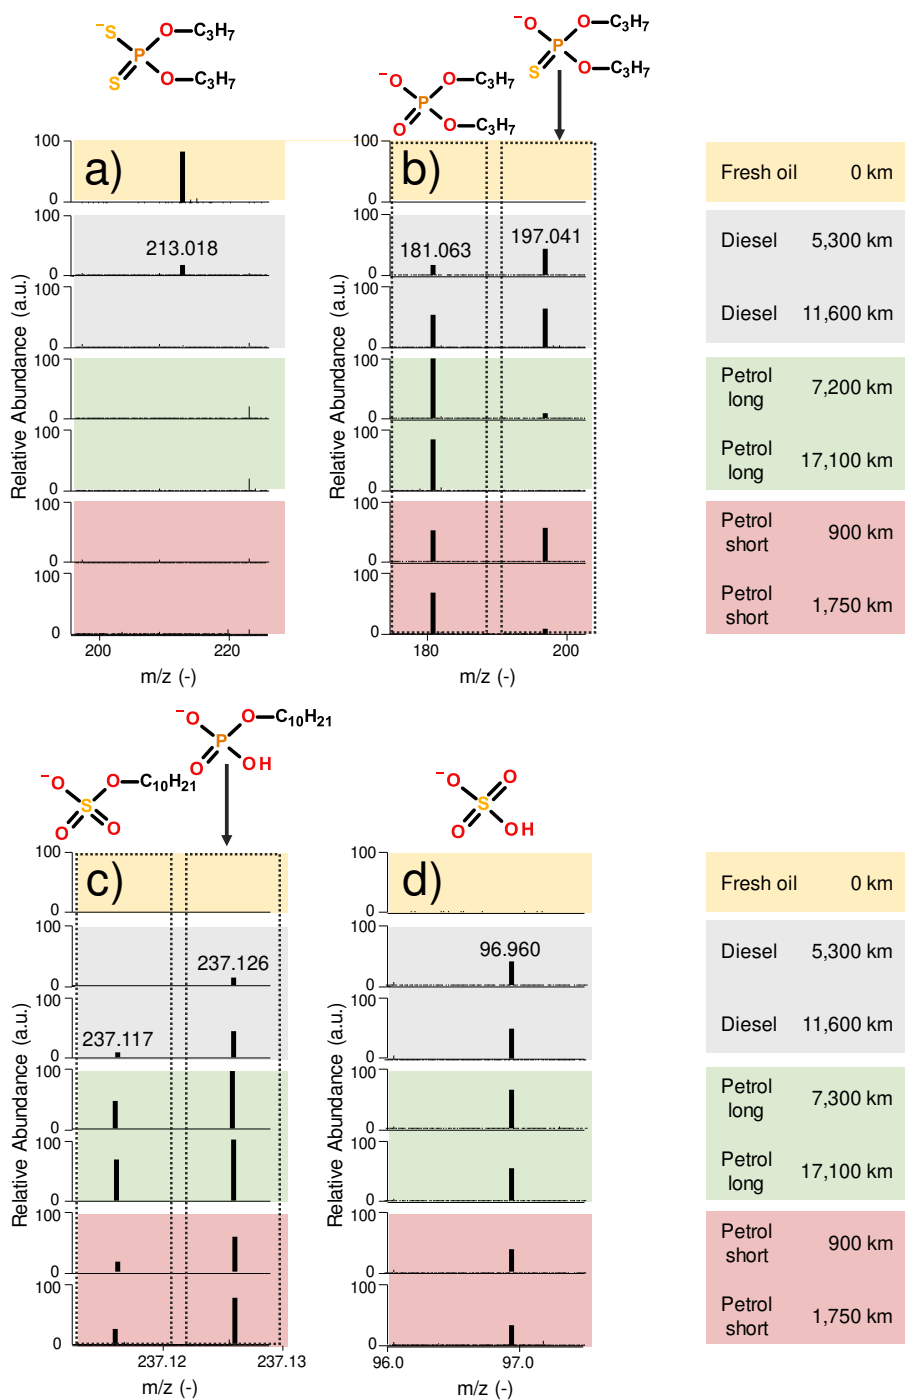 ⁻S
O—C₃H₇
P
S
O—C₃H₇
⁻O
O—C₃H₇
P
O
O—C₃H₇
⁻O
O—C₃H₇
P
S
O—C₃H₇
a)
b)
Relative Abundance (a.u.)
100
0
100
213.018
0
100
0
100
0
100
0
100
0
100
0
200
220
m/z (-)
Relative Abundance (a.u.)
100
0
100
181.063
197.041
0
100
0
100
0
100
0
100
0
100
0
180
200
m/z (-)
Fresh oil 0 km
Diesel 5,300 km
Diesel 11,600 km
Petrol
long 7,200 km
Petrol
long 17,100 km
Petrol
short 900 km
Petrol
short 1,750 km
⁻O
O—C₁₀H₂₁
S
O
O
⁻O
O—C₁₀H₂₁
P
O
OH
⁻O
O
S
O
OH
c)
d)
Relative Abundance (a.u.)
100
0
100
237.126
0
100
237.117
0
100
0
100
0
100
0
100
0
237.12
237.13
m/z (-)
Relative Abundance (a.u.)
100
0
100
96.960
0
100
0
100
0
100
0
100
0
100
0
96.0
97.0
m/z (-)
Fresh oil 0 km
Diesel 5,300 km
Diesel 11,600 km
Petrol
long 7,300 km
Petrol
long 17,100 km
Petrol
short 900 km
Petrol
short 1,750 km